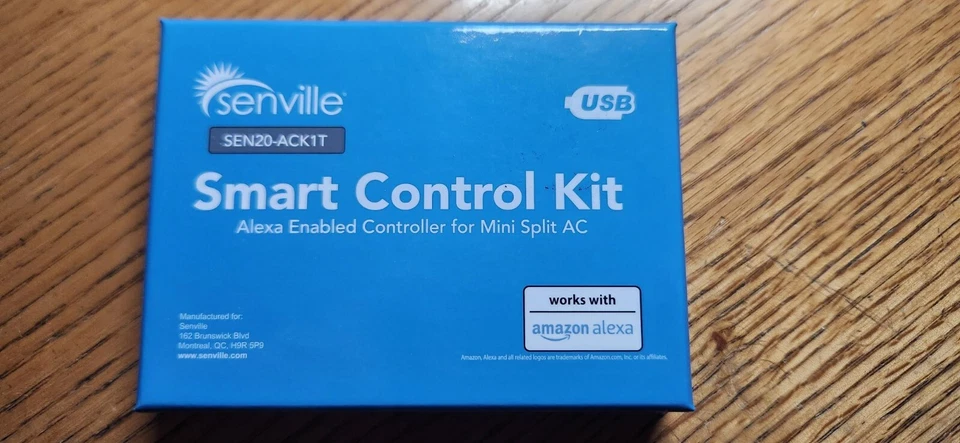 senville
USB
SEN20-ACK1T
Smart Control Kit
Alexa Enabled Controller for Mini Split AC
works with
amazon alexa
Manufactured for:
Senville
162 Brunswick Blvd
Montreal, QC, H9R 5P9
www.senville.com
Amazon, Alexa and all related logos are trademarks of Amazon.com, Inc. or its affiliates,